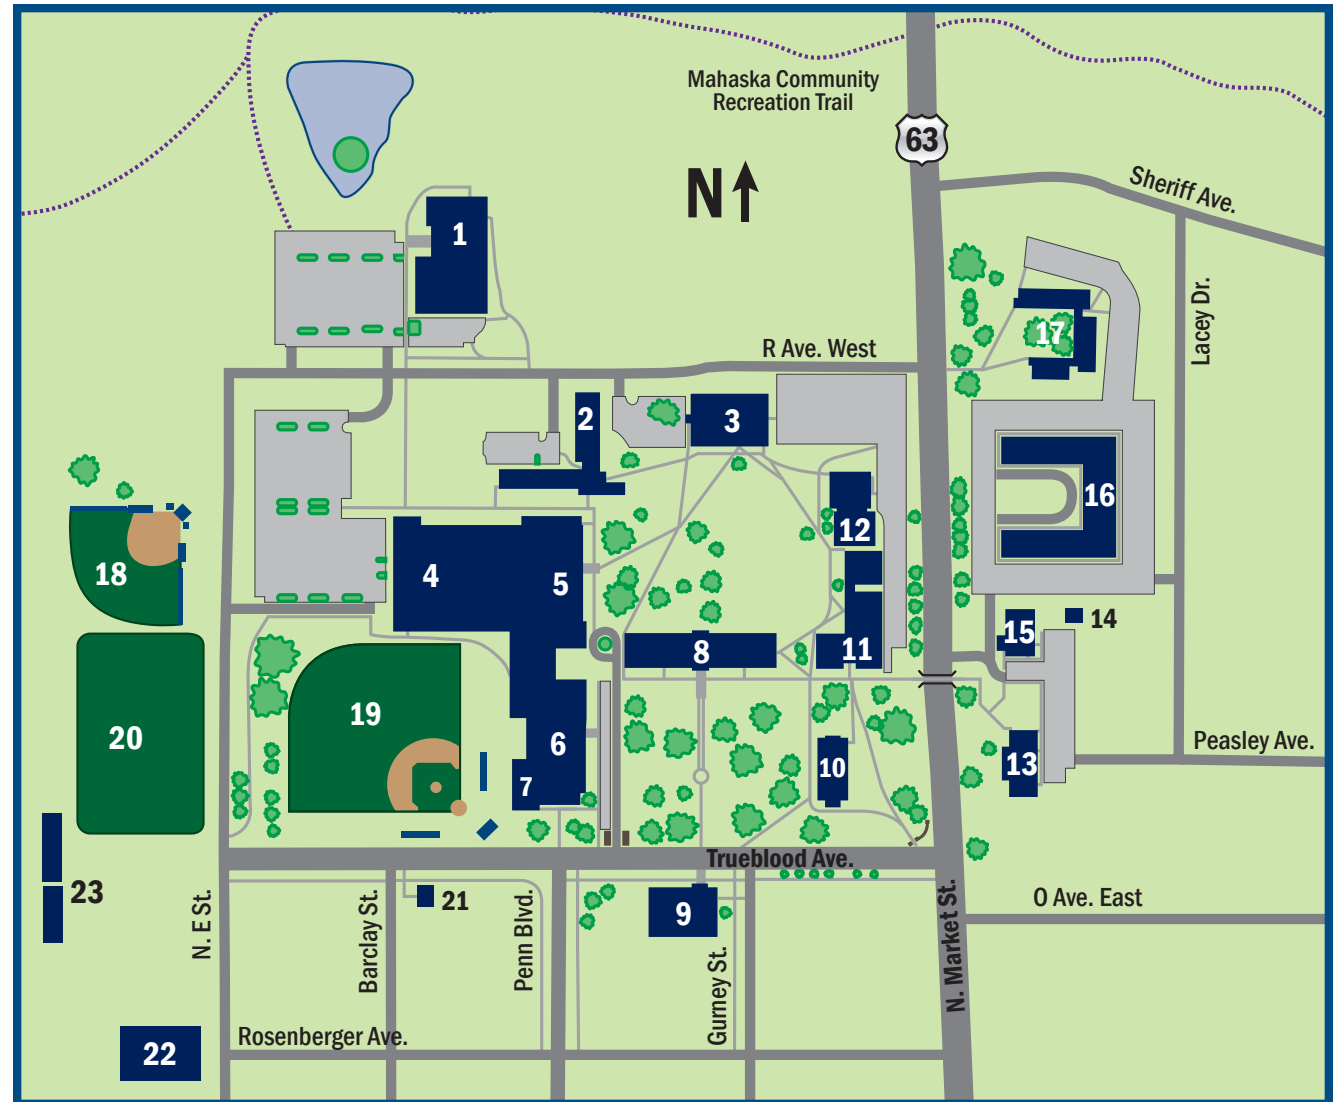 Mahaska Community
Recreation Trail
63
N
Sheriff Ave.
1
17
Lacey Dr.
R Ave. West
2
3
16
12
18
4
5
15
14
8
11
19
20
6
10
13
Peasley Ave.
7
Trueblood Ave.
23
N. E St.
Barclay St.
21
Penn Blvd.
9
Gurney St.
N. Market St.
O Ave. East
22
Rosenberger Ave.